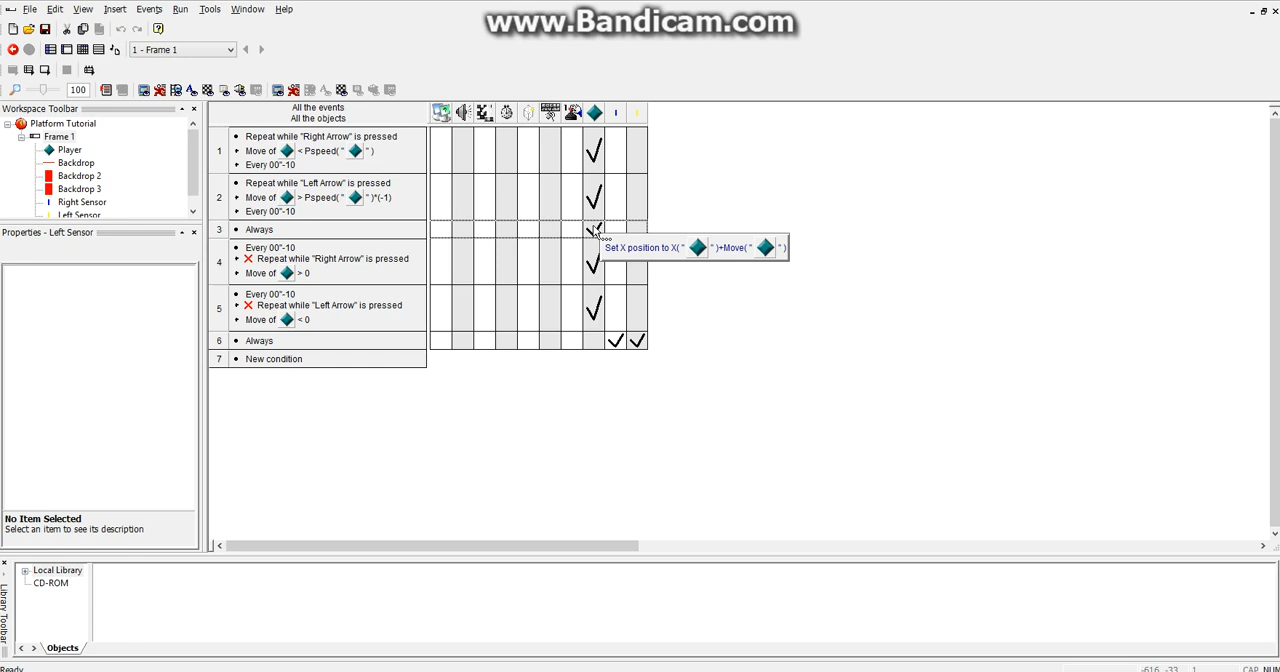 www.Bandicam.com
File Edit View Insert Events Run Tools Window Help
1 - Frame 1
100
Workspace Toolbar
Platform Tutorial
Frame 1
Player
Backdrop
Backdrop 2
Backdrop 3
Right Sensor
Left Sensor
Properties - Left Sensor
No Item Selected
Select an item to see its description
All the events
All the objects
1
Repeat while "Right Arrow" is pressed
Move of < Pspeed( " " )
Every 00"-10
2
Repeat while "Left Arrow" is pressed
Move of > Pspeed( " " )*(-1)
Every 00"-10
3
Always
Set X position to X( " " )+Move( " " )
4
Every 00"-10
Repeat while "Right Arrow" is pressed
Move of > 0
5
Every 00"-10
Repeat while "Left Arrow" is pressed
Move of < 0
6
Always
7
New condition
Library Toolbar
Local Library
CD-ROM
Objects
Ready
-616, -33 1 CAP NUM